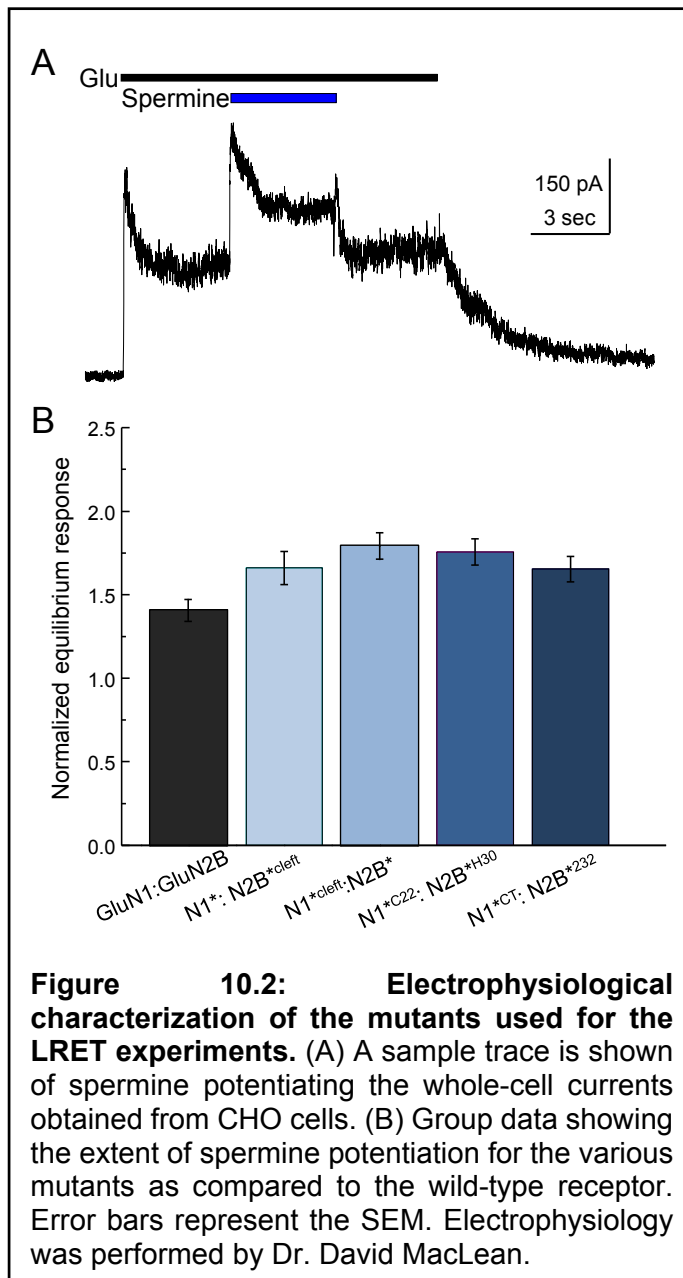 A
Glu
Spermine
150 pA
3 sec
B
Normalized equilibrium response
2.5
2.0
1.5
1.0
0.5
0.0
GluN1:GluN2B
N1*: N2B*cleft
N1*cleft: N2B*
N1*C22: N2B*H30
N1*CT: N2B*232
Figure 10.2: Electrophysiological
characterization of the mutants used for the
LRET experiments. (A) A sample trace is shown
of spermine potentiating the whole-cell currents
obtained from CHO cells. (B) Group data showing
the extent of spermine potentiation for the various
mutants as compared to the wild-type receptor.
Error bars represent the SEM. Electrophysiology
was performed by Dr. David MacLean.